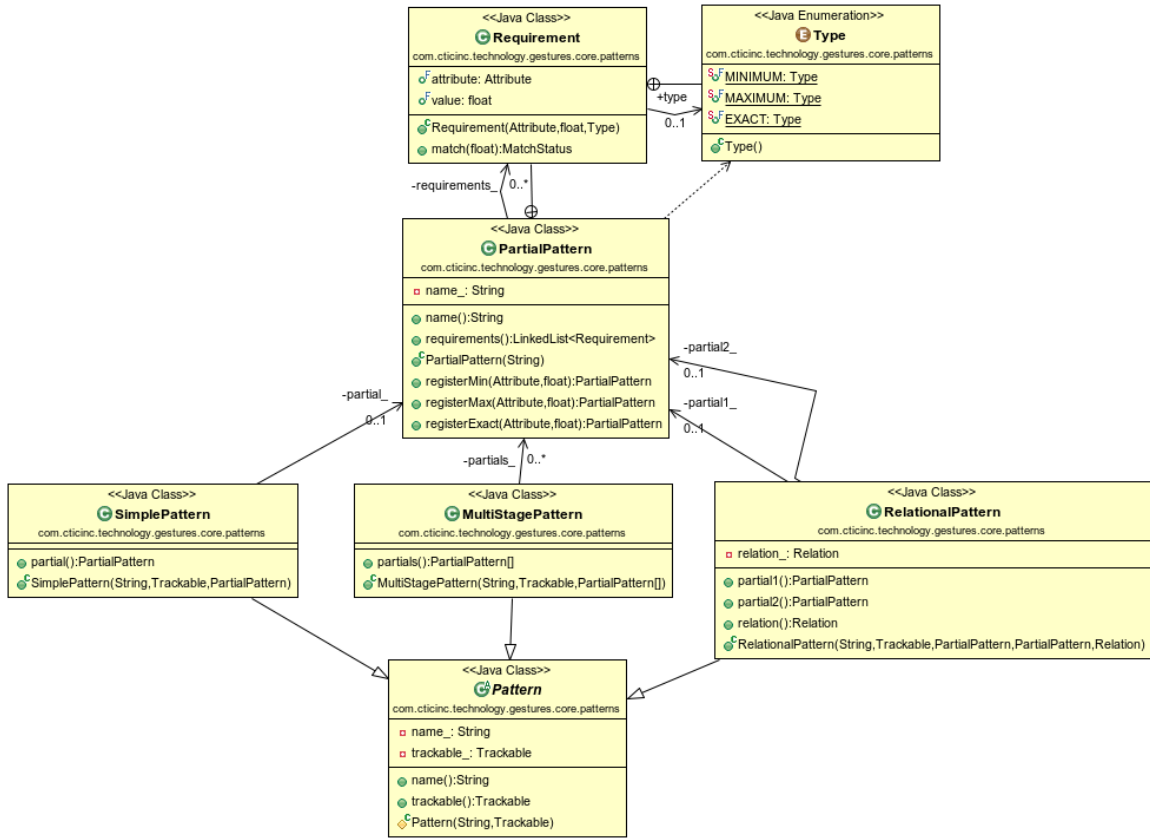 <<Java Class>>
Requirement
com.cticinc.technology.gestures.core.patterns
attribute: Attribute
value: float
Requirement(Attribute,float,Type)
match(float):MatchStatus
<<Java Enumeration>>
Type
com.cticinc.technology.gestures.core.patterns
MINIMUM: Type
MAXIMUM: Type
EXACT: Type
Type()
+type
0..1
-requirements_
0..*
<<Java Class>>
PartialPattern
com.cticinc.technology.gestures.core.patterns
name_: String
name():String
requirements():LinkedList<Requirement>
PartialPattern(String)
registerMin(Attribute,float):PartialPattern
registerMax(Attribute,float):PartialPattern
registerExact(Attribute,float):PartialPattern
-partial2_
0..1
-partial_
0..1
-partial1_
0..1
-partials_
0..*
<<Java Class>>
SimplePattern
com.cticinc.technology.gestures.core.patterns
partial():PartialPattern
SimplePattern(String,Trackable,PartialPattern)
<<Java Class>>
MultiStagePattern
com.cticinc.technology.gestures.core.patterns
partials():PartialPattern[]
MultiStagePattern(String,Trackable,PartialPattern[])
<<Java Class>>
RelationalPattern
com.cticinc.technology.gestures.core.patterns
relation_: Relation
partial1():PartialPattern
partial2():PartialPattern
relation():Relation
RelationalPattern(String,Trackable,PartialPattern,PartialPattern,Relation)
<<Java Class>>
Pattern
com.cticinc.technology.gestures.core.patterns
name_: String
trackable_: Trackable
name():String
trackable():Trackable
Pattern(String,Trackable)